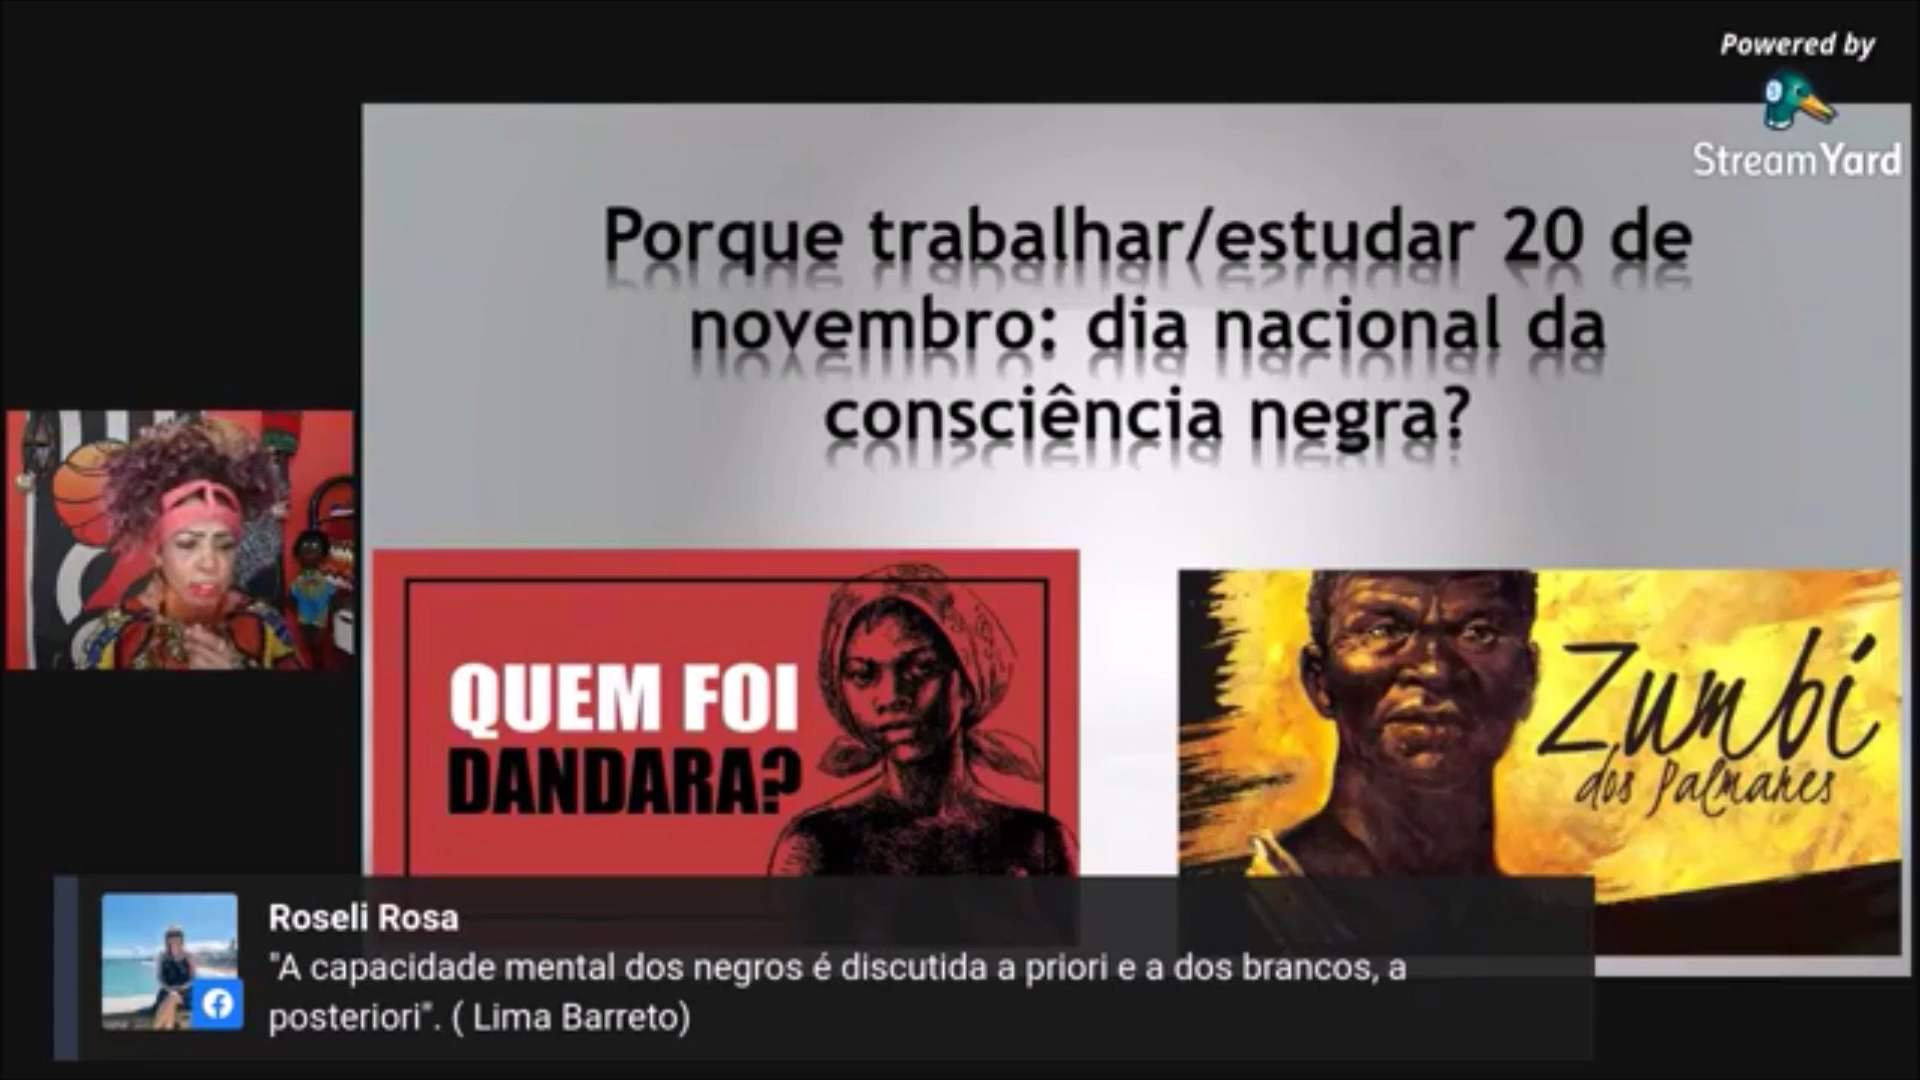 Powered by
StreamYard
Porque trabalhar/estudar 20 de
novembro: dia nacional da
consciência negra?
QUEM FOI
DANDARA?
Zumbi
dos Palmares
Roseli Rosa
"A capacidade mental dos negros é discutida a priori e a dos brancos, a
posteriori". ( Lima Barreto)